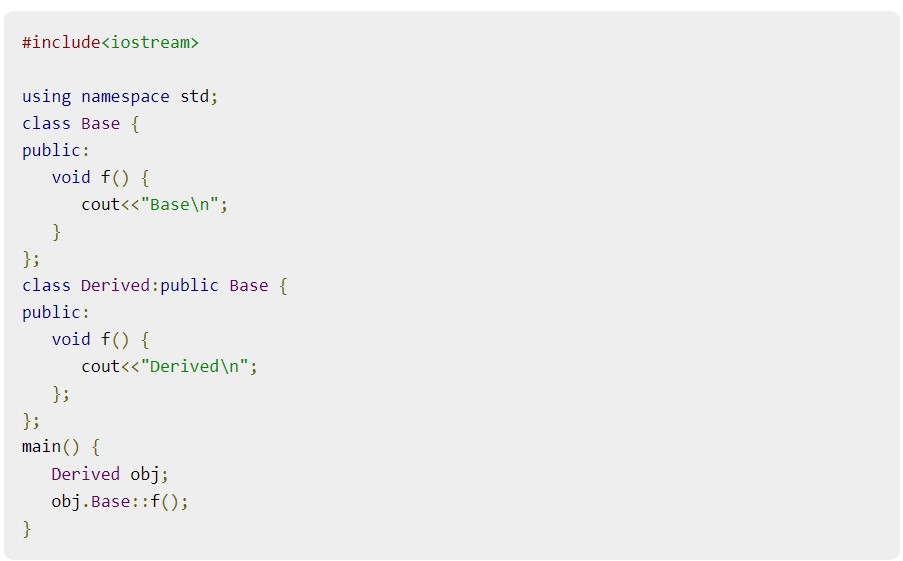 #include<iostream>

using namespace std;
class Base {
public:
   void f() {
      cout<<"Base\n";
   }
};
class Derived:public Base {
public:
   void f() {
      cout<<"Derived\n";
   };
};
main() {
   Derived obj;
   obj.Base::f();
}